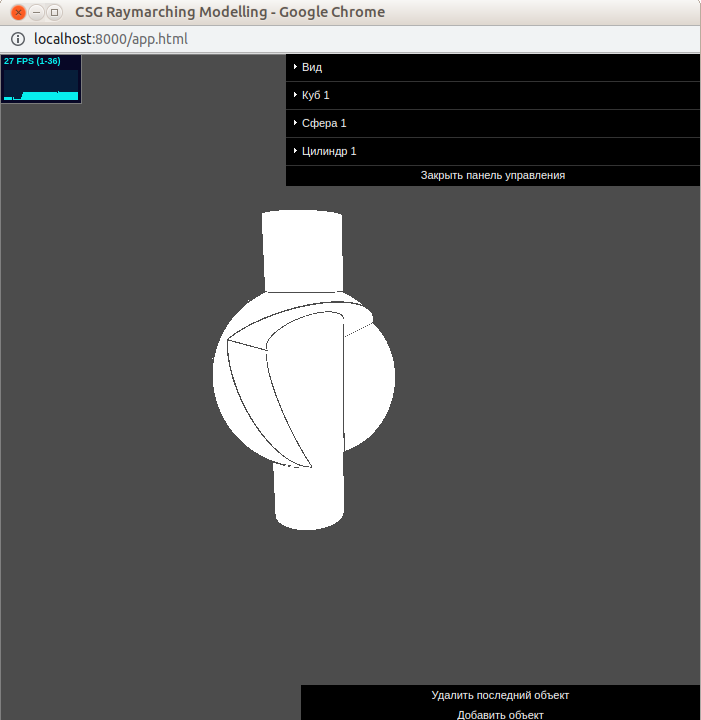 CSG Raymarching Modelling - Google Chrome
localhost:8000/app.html
27 FPS (1-36)
Вид
Куб 1
Сфера 1
Цилиндр 1
Закрыть панель управления
Удалить последний объект
Добавить объект